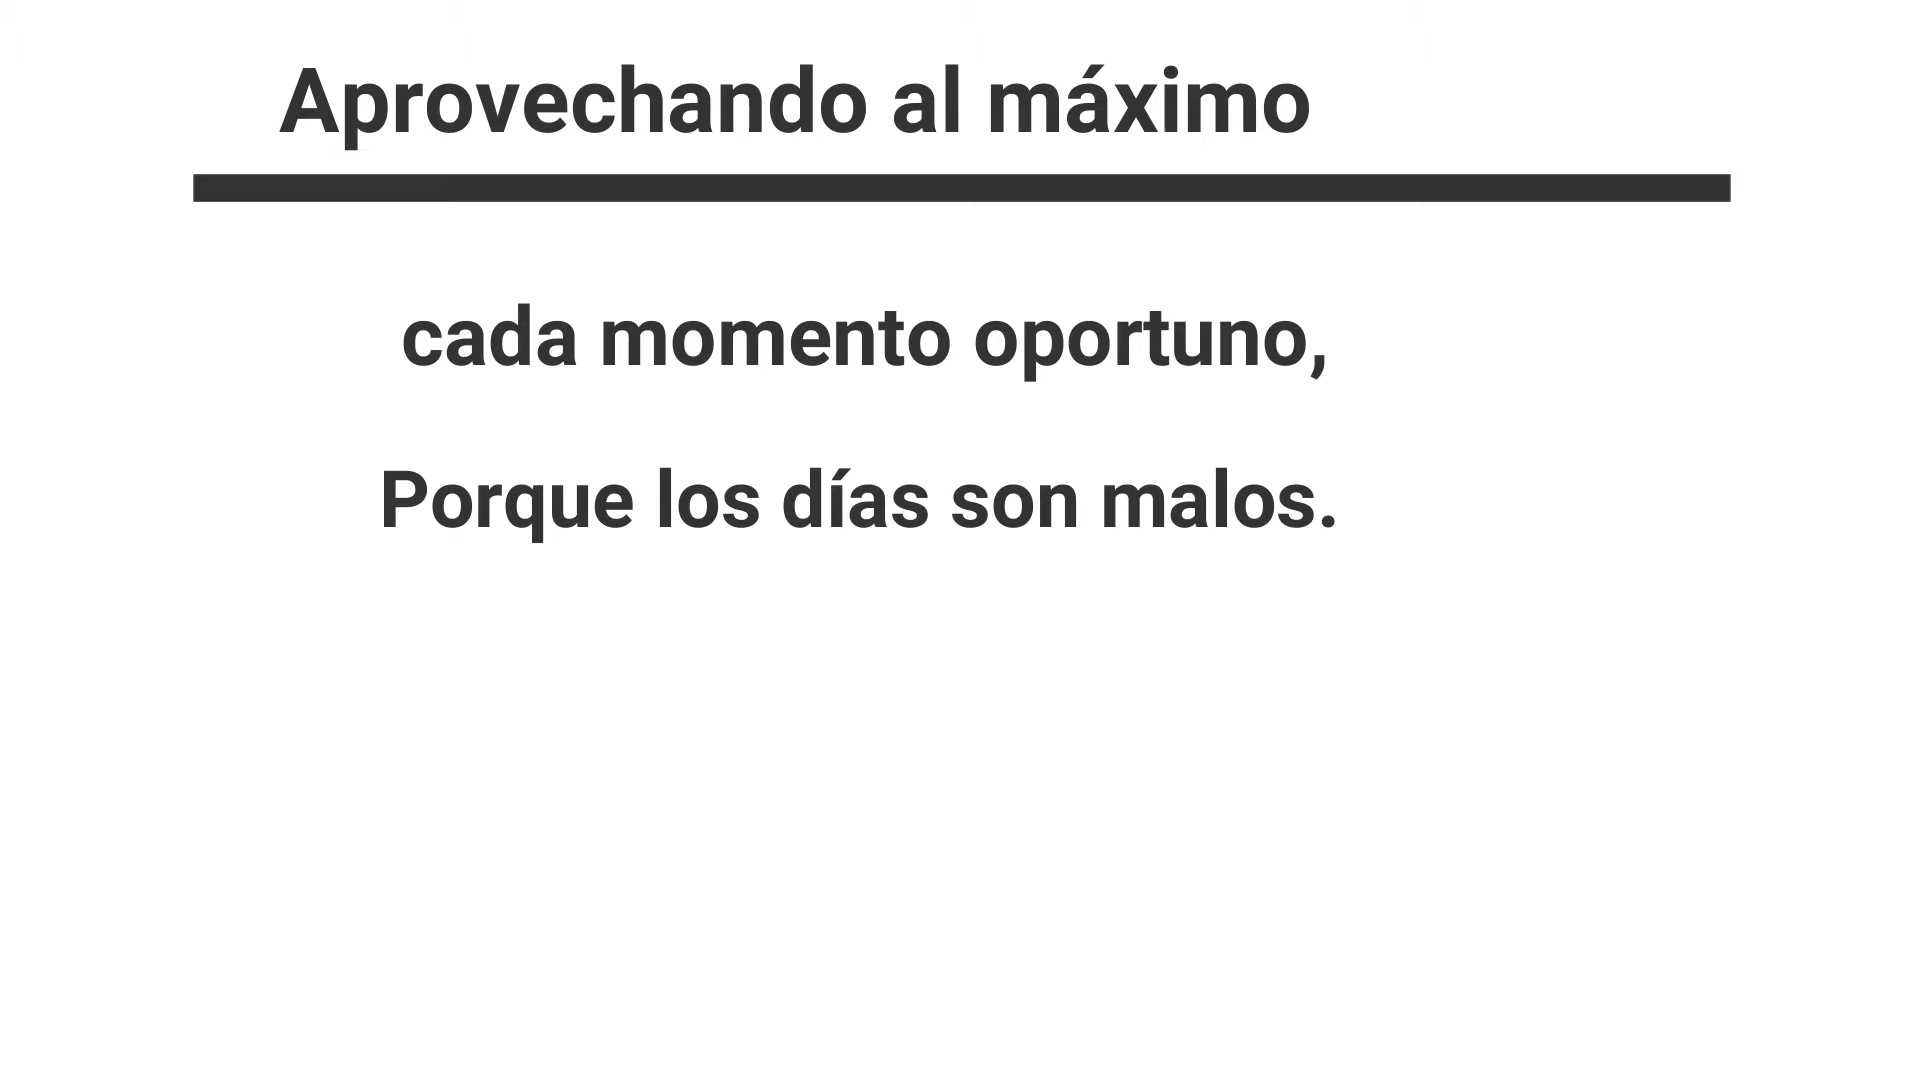 Aprovechando al máximo
cada momento oportuno,
Porque los días son malos.